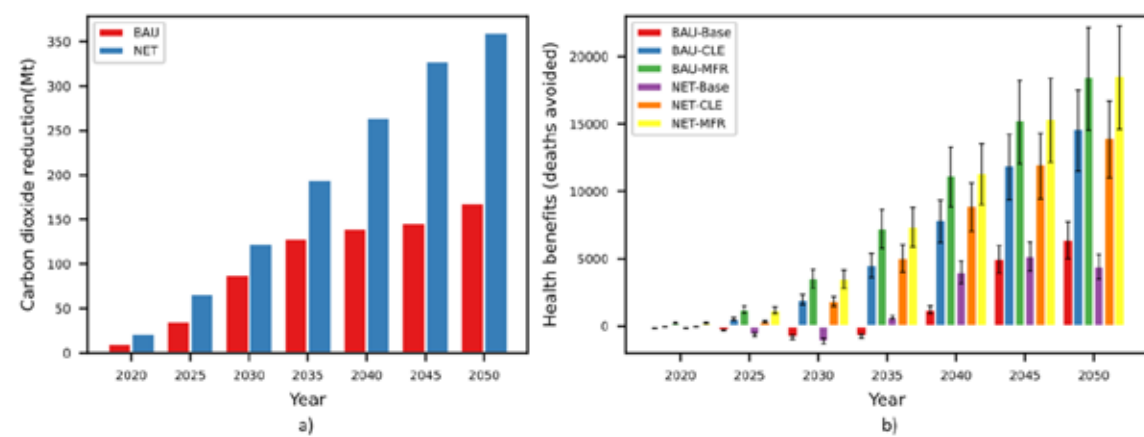 BAU
NET
Carbon dioxide reduction(Mt)
350
300
250
200
150
100
50
0
2020 2025 2030 2035 2040 2045 2050
Year
a)
BAU-Base
BAU-CLE
BAU-MFR
NET-Base
NET-CLE
NET-MFR
Health benefits (deaths avoided)
20000
15000
10000
5000
0
2020 2025 2030 2035 2040 2045 2050
Year
b)